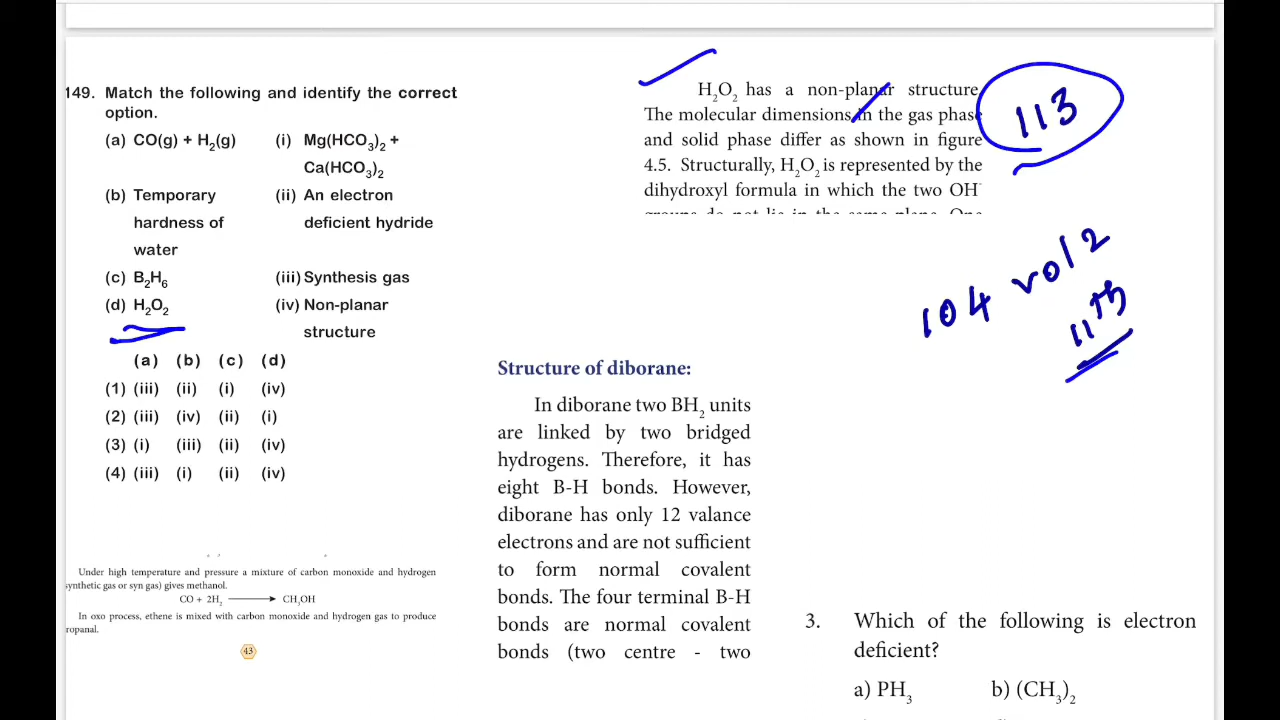 149. Match the following and identify the correct
option.
(a) CO(g) + H₂(g) (i) Mg(HCO₃)₂ +
Ca(HCO₃)₂
(b) Temporary (ii) An electron
hardness of deficient hydride
water
(c) B₂H₆ (iii) Synthesis gas
(d) H₂O₂ (iv) Non-planar
structure
(a) (b) (c) (d)
(1) (iii) (ii) (i) (iv)
(2) (iii) (iv) (ii) (i)
(3) (i) (iii) (ii) (iv)
(4) (iii) (i) (ii) (iv)
Under high temperature and pressure a mixture of carbon monoxide and hydrogen
synthetic gas or syn gas) gives methanol.
CO + 2H₂ ⟶ CH₃OH
In oxo process, ethene is mixed with carbon monoxide and hydrogen gas to produce
ropanal.
43
H₂O₂ has a non-planar structure.
The molecular dimensions in the gas phase
and solid phase differ as shown in figure
4.5. Structurally, H₂O₂ is represented by the
dihydroxyl formula in which the two OH⁻
groups do not lie in the same plane. One
113
104 vol 2
11th
Structure of diborane:
In diborane two BH₂ units
are linked by two bridged
hydrogens. Therefore, it has
eight B-H bonds. However,
diborane has only 12 valance
electrons and are not sufficient
to form normal covalent
bonds. The four terminal B-H
bonds are normal covalent
bonds (two centre - two
3. Which of the following is electron
deficient?
a) PH₃ b) (CH₃)₂